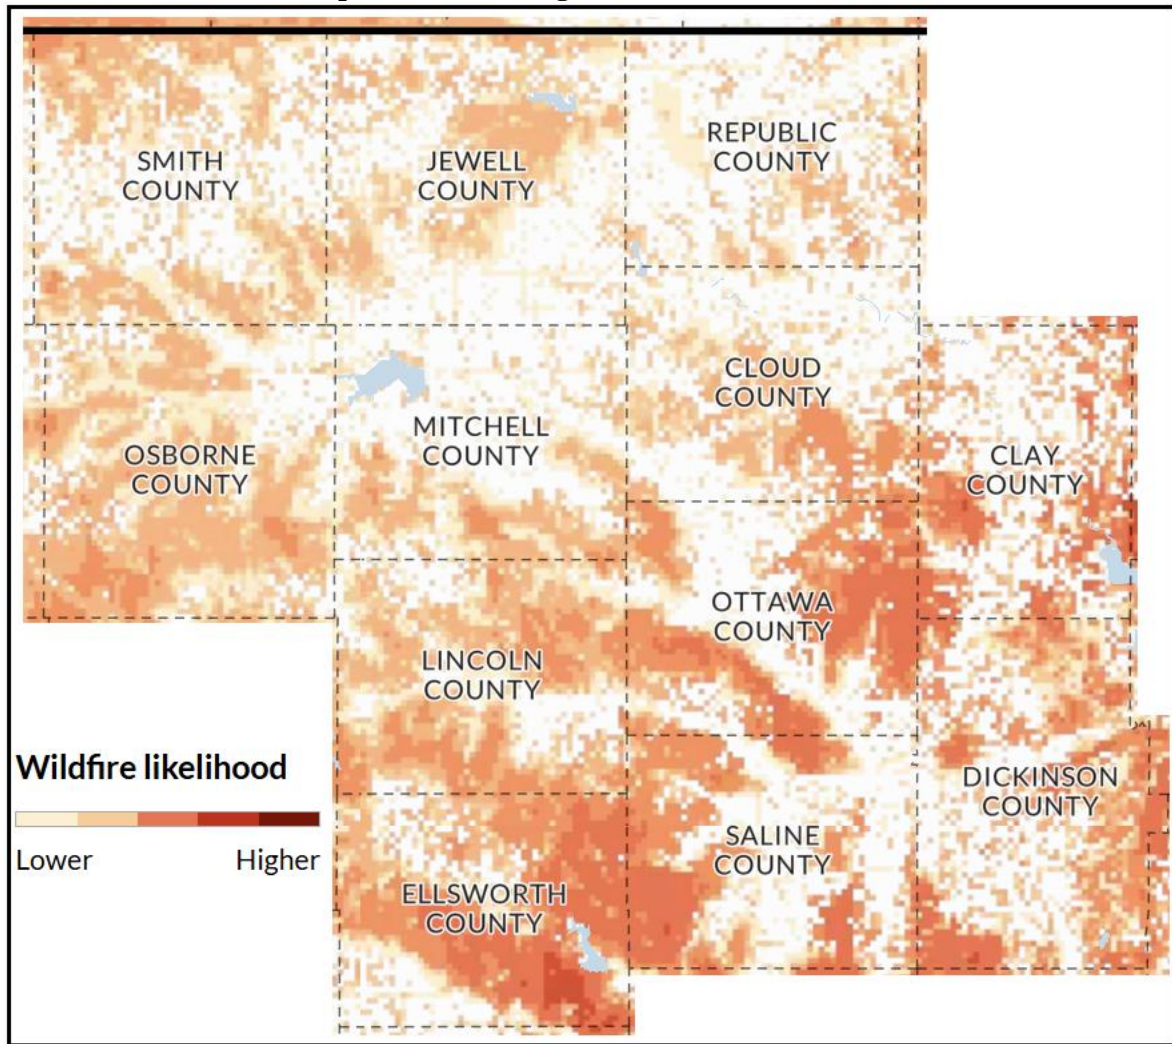 SMITH
COUNTY
JEWELL
COUNTY
REPUBLIC
COUNTY
OSBORNE
COUNTY
MITCHELL
COUNTY
CLOUD
COUNTY
CLAY
COUNTY
LINCOLN
COUNTY
OTTAWA
COUNTY
Wildfire likelihood
Lower Higher
ELLSWORTH
COUNTY
SALINE
COUNTY
DICKINSON
COUNTY